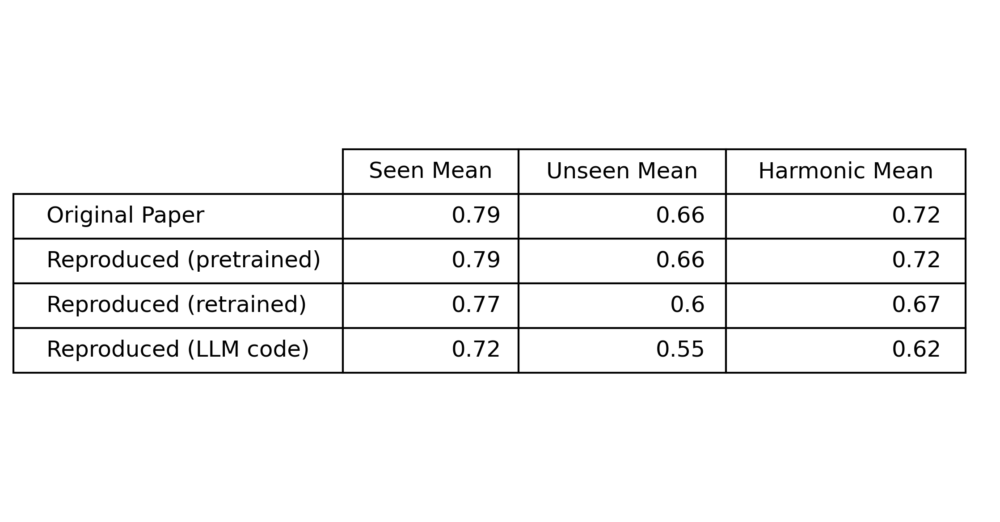 Seen Mean Unseen Mean Harmonic Mean
Original Paper 0.79 0.66 0.72
Reproduced (pretrained) 0.79 0.66 0.72
Reproduced (retrained) 0.77 0.6 0.67
Reproduced (LLM code) 0.72 0.55 0.62